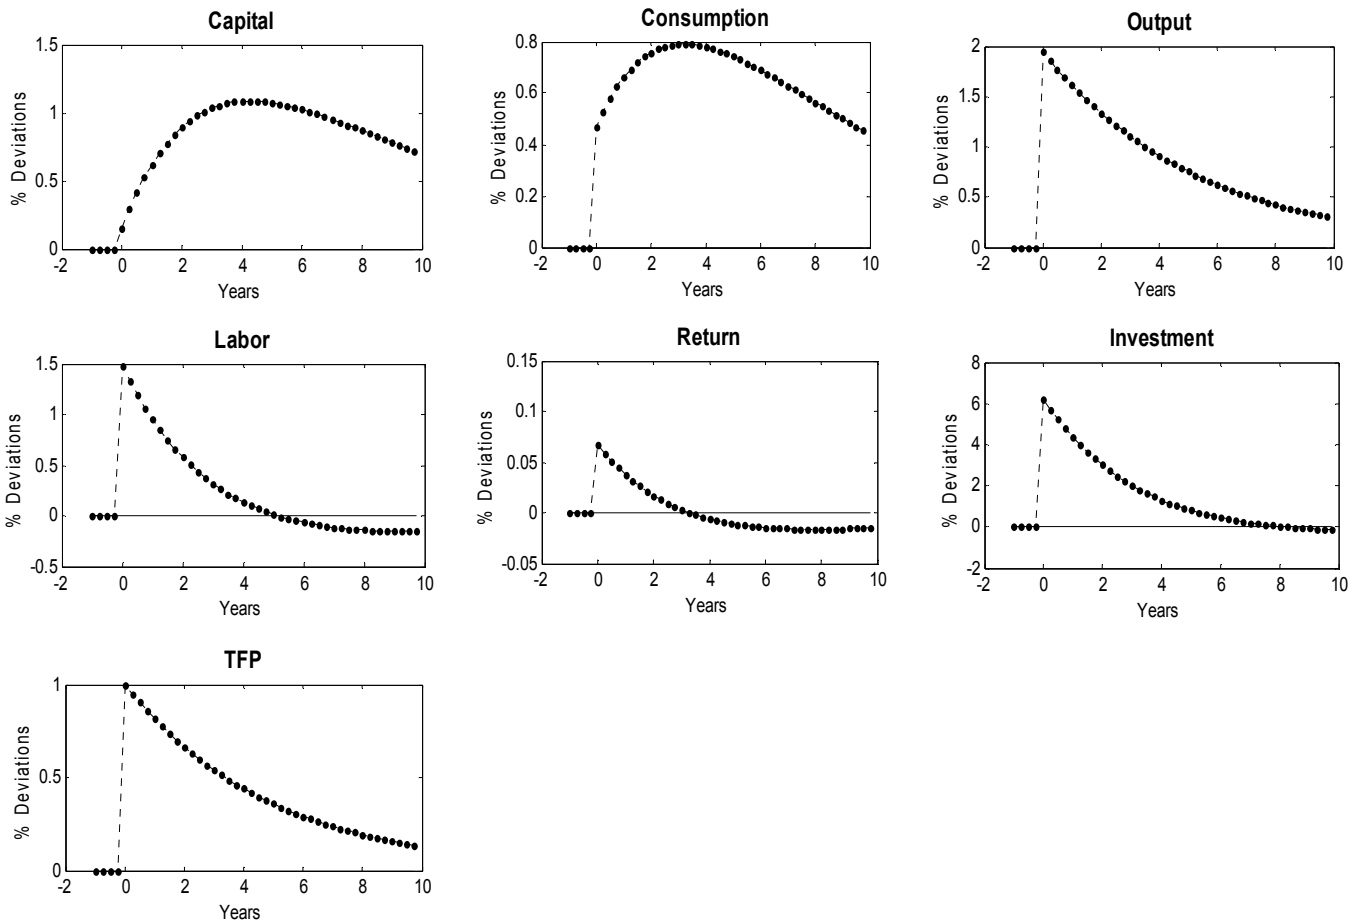 Capital
% Deviations
1.5
1
0.5
0
-2 0 2 4 6 8 10
Years
Consumption
% Deviations
0.8
0.6
0.4
0.2
0
-2 0 2 4 6 8 10
Years
Output
% Deviations
2
1.5
1
0.5
0
-2 0 2 4 6 8 10
Years
Labor
% Deviations
1.5
1
0.5
0
-0.5
-2 0 2 4 6 8 10
Years
Return
% Deviations
0.15
0.1
0.05
0
-0.05
-2 0 2 4 6 8 10
Years
Investment
% Deviations
8
6
4
2
0
-2
-2 0 2 4 6 8 10
Years
TFP
% Deviations
1
0.5
0
-2 0 2 4 6 8 10
Years